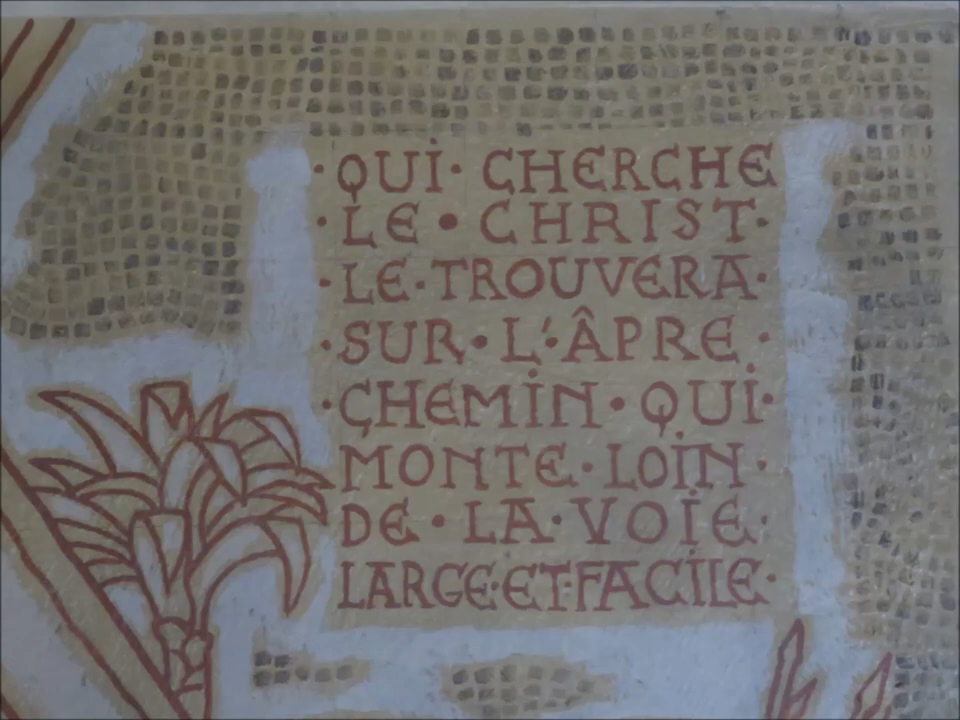 ·QUI· CHERCHE
·LE • CHRIST·
·LE·TROUVERA·
·SUR·L'ÂPRE·
·CHEMIN·QUI·
MONTE·LOIN·
DE·LA·VOIE·
LARGE·ET·FACILE·